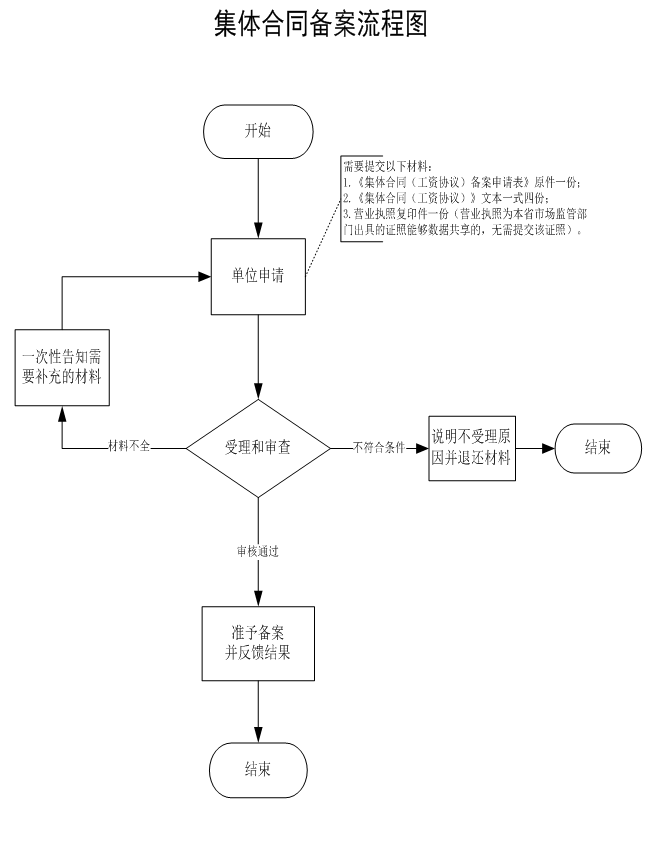 集体合同备案流程图
开始
需要提交以下材料：
1.《集体合同（工资协议）备案申请表》原件一份；
2.《集体合同（工资协议）》文本一式四份；
3.营业执照复印件一份（营业执照为本省市场监管部
门出具的证照能够数据共享的，无需提交该证照）。
单位申请
一次性告知需
要补充的材料
材料不全
受理和审查
不符合条件
说明不受理原
因并退还材料
结束
审核通过
准予备案
并反馈结果
结束